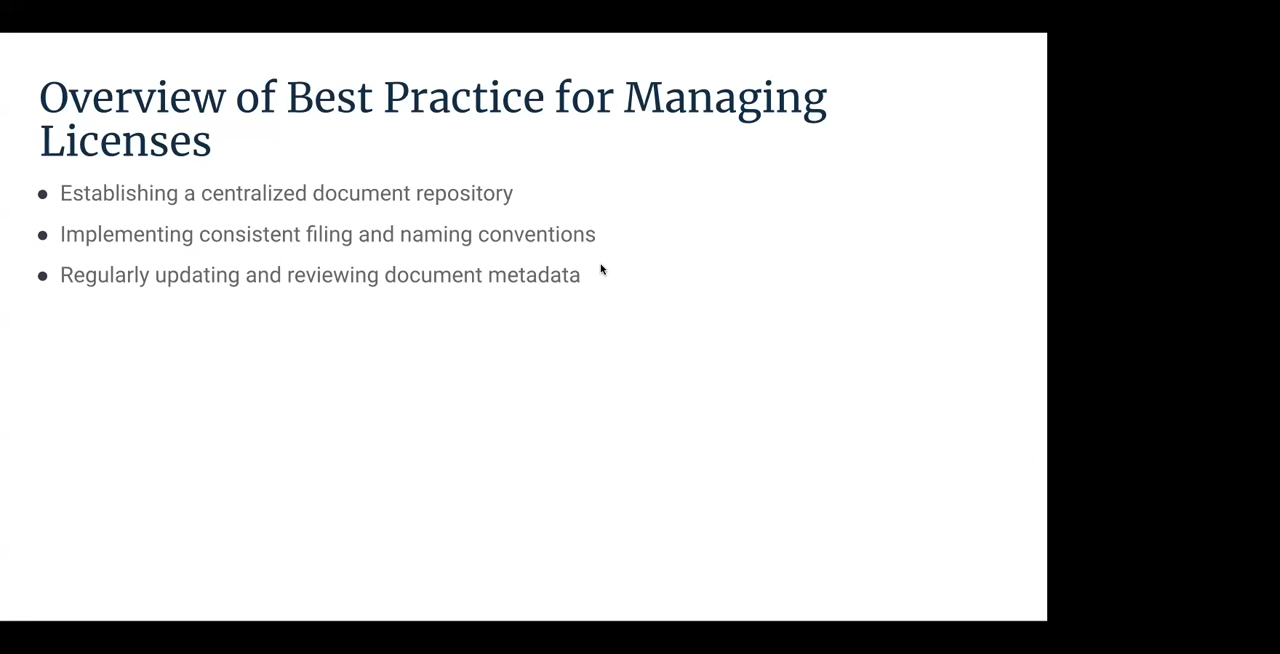 Overview of Best Practice for Managing
Licenses
● Establishing a centralized document repository
● Implementing consistent filing and naming conventions
● Regularly updating and reviewing document metadata